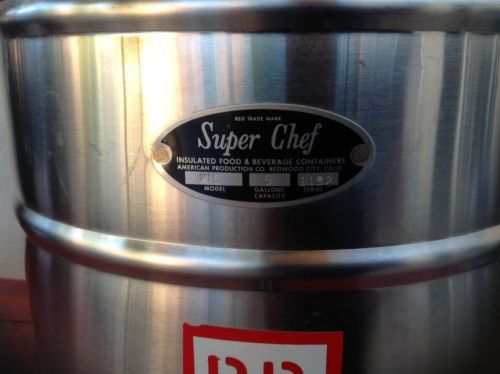 REG TRADE MARK
Super Chef
INSULATED FOOD & BEVERAGE CONTAINERS
AMERICAN PRODUCTION CO. REDWOOD CITY, CALIF.
MODEL
GALLONS
CAPACITY
SERIES